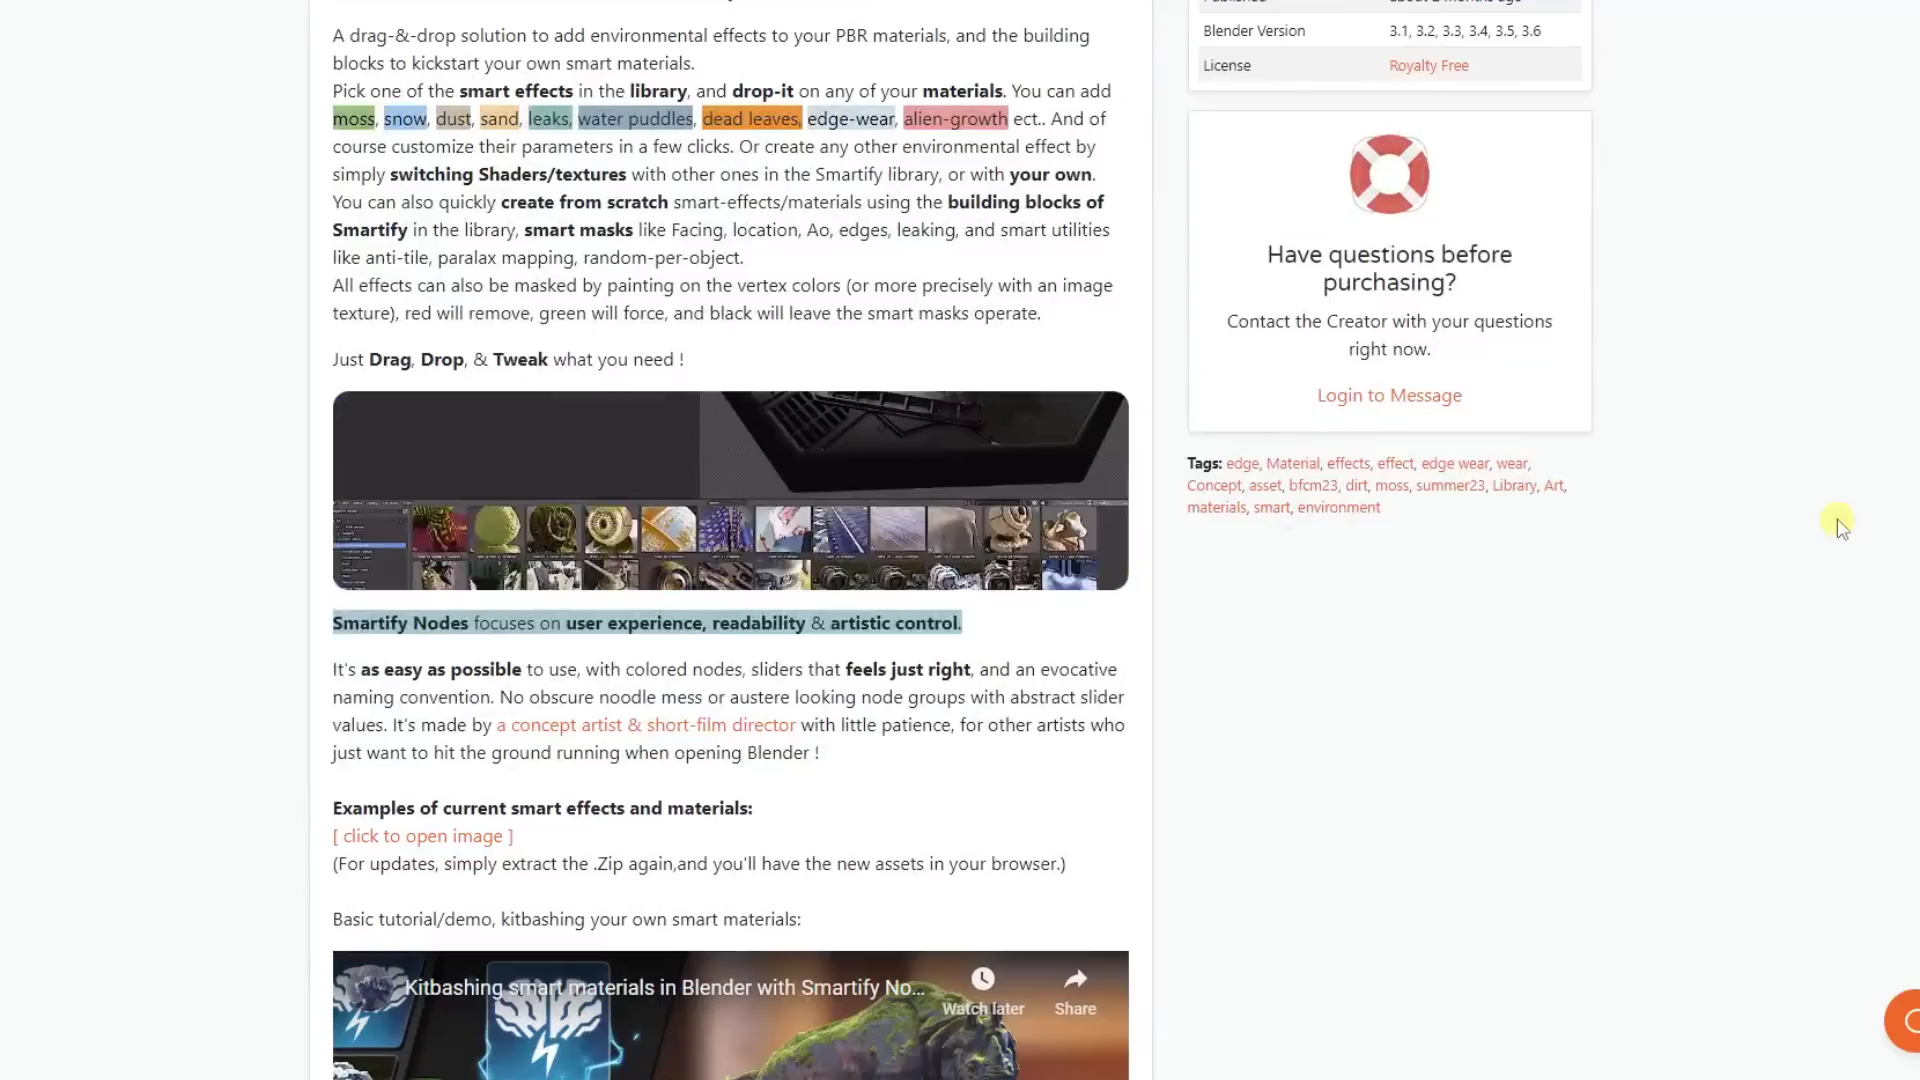 A drag-&-drop solution to add environmental effects to your PBR materials, and the building
blocks to kickstart your own smart materials.
Pick one of the smart effects in the library, and drop-it on any of your materials. You can add
moss, snow, dust, sand, leaks, water puddles, dead leaves, edge-wear, alien-growth ect.. And of
course customize their parameters in a few clicks. Or create any other environmental effect by
simply switching Shaders/textures with other ones in the Smartify library, or with your own.
You can also quickly create from scratch smart-effects/materials using the building blocks of
Smartify in the library, smart masks like Facing, location, Ao, edges, leaking, and smart utilities
like anti-tile, paralax mapping, random-per-object.
All effects can also be masked by painting on the vertex colors (or more precisely with an image
texture), red will remove, green will force, and black will leave the smart masks operate.
Just Drag, Drop, & Tweak what you need !
Smartify Nodes focuses on user experience, readability & artistic control.
It's as easy as possible to use, with colored nodes, sliders that feels just right, and an evocative
naming convention. No obscure noodle mess or austere looking node groups with abstract slider
values. It's made by a concept artist & short-film director with little patience, for other artists who
just want to hit the ground running when opening Blender !
Examples of current smart effects and materials:
[ click to open image ]
(For updates, simply extract the .Zip again,and you'll have the new assets in your browser.)
Basic tutorial/demo, kitbashing your own smart materials:
Kitbashing smart materials in Blender with Smartify No...
Watch later
Share
Published about 2 months ago
Blender Version 3.1, 3.2, 3.3, 3.4, 3.5, 3.6
License Royalty Free
Have questions before
purchasing?
Contact the Creator with your questions
right now.
Login to Message
Tags: edge, Material, effects, effect, edge wear, wear,
Concept, asset, bfcm23, dirt, moss, summer23, Library, Art,
materials, smart, environment